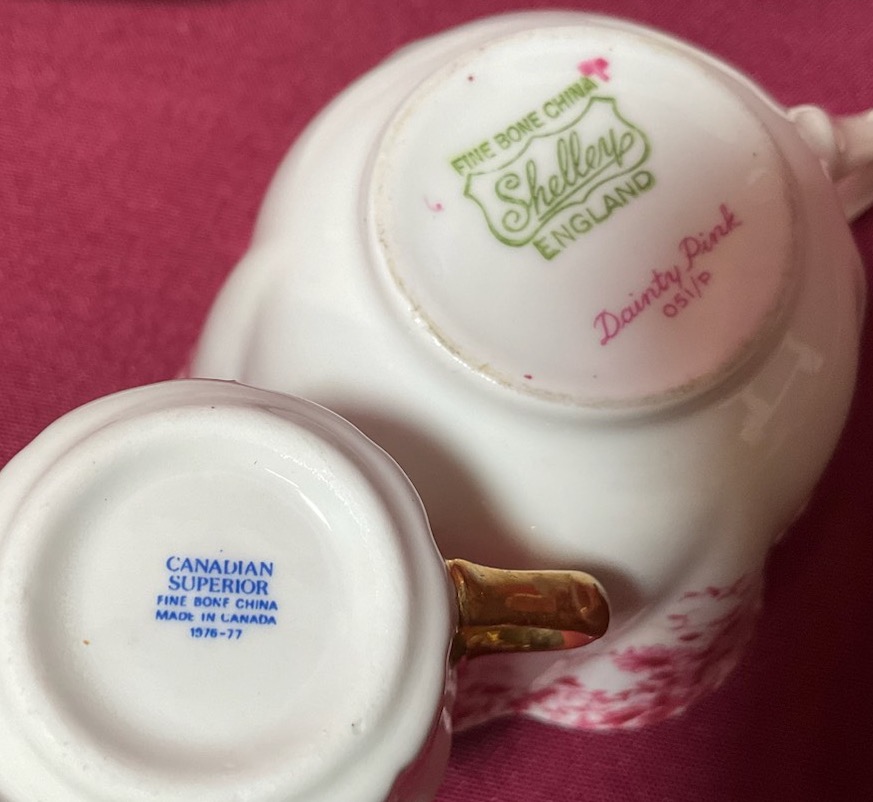 FINE BONE CHINA
Shelley
ENGLAND
Dainty Pink
051/P
CANADIAN
SUPERIOR
FINE BONE CHINA
MADE IN CANADA
1976-77